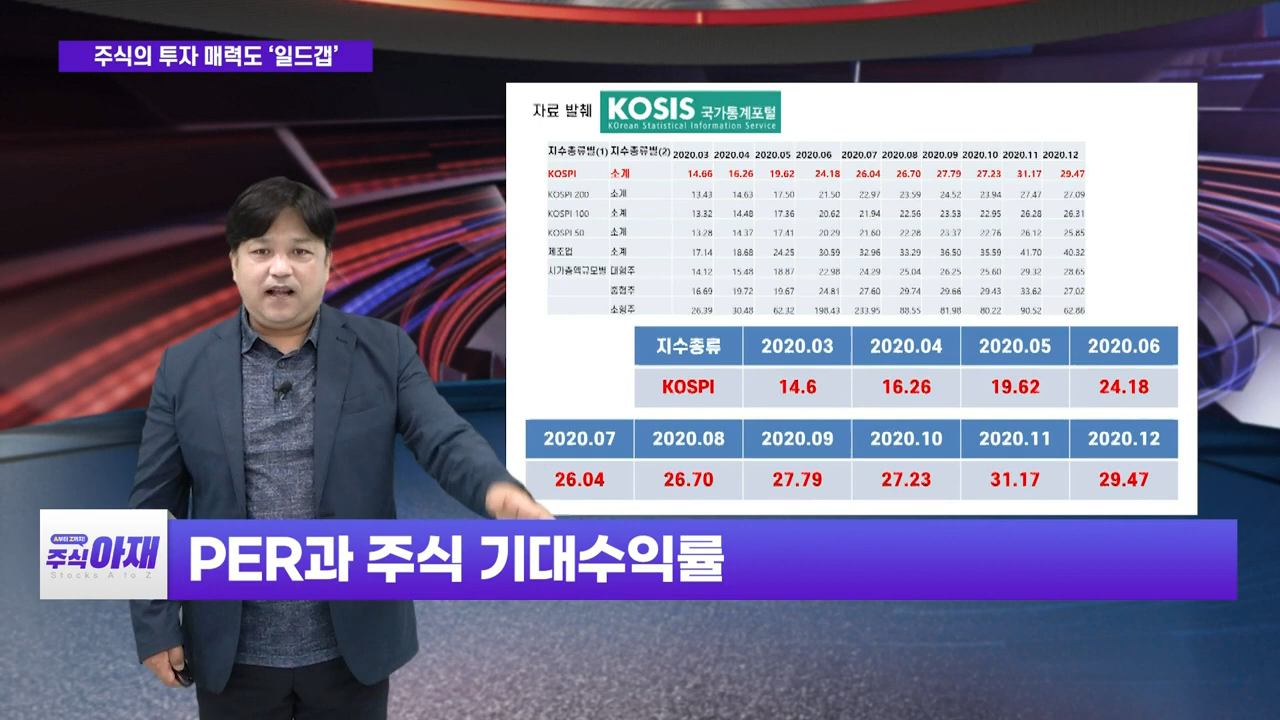 주식의 투자 매력도 ‘일드갭’
자료 발췌 KOSIS 국가통계포털
KOrean Statistical Information Service
지수종류별(1) 지수종류별(2) 2020.03 2020.04 2020.05 2020.06 2020.07 2020.08 2020.09 2020.10 2020.11 2020.12
KOSPI 소계 14.66 16.26 19.62 24.18 26.04 26.70 27.79 27.23 31.17 29.47
KOSPI 200 소계 13.43 14.63 17.50 21.50 22.97 23.59 24.52 23.94 27.47 27.09
KOSPI 100 소계 13.32 14.48 17.36 20.62 21.94 22.56 23.53 22.95 26.28 26.31
KOSPI 50 소계 13.28 14.37 17.41 20.29 21.60 22.28 23.37 22.76 26.12 25.85
제조업 소계 17.14 18.68 24.25 30.59 32.96 33.29 36.50 35.59 41.70 40.32
시가총액규모별 대형주 14.12 15.48 18.87 22.98 24.29 25.04 26.25 25.60 29.32 28.65
중형주 16.69 19.72 19.67 24.81 27.60 29.74 29.66 29.43 33.62 27.02
소형주 26.39 30.48 62.32 198.43 233.95 88.55 81.98 80.22 90.52 62.86
지수종류 2020.03 2020.04 2020.05 2020.06
KOSPI 14.6 16.26 19.62 24.18
2020.07 2020.08 2020.09 2020.10 2020.11 2020.12
26.04 26.70 27.79 27.23 31.17 29.47
A부터 Z까지!
주식아재
Stocks A to Z
PER과 주식 기대수익률